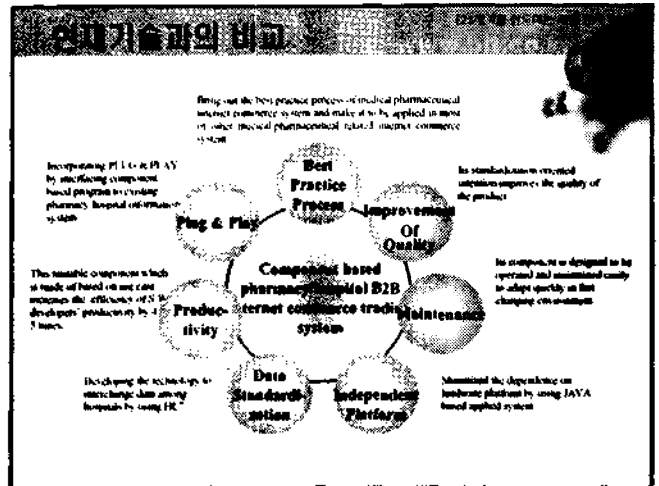 현재기술과의 비교
Bring out the best practice process of medical pharmaceutical
internet commerce system and make it to be applied in most
of other medical pharmaceutical related internet commerce
system
Best
Practice
Process
Incorporating PLUG & PLAY
by interfacing component
based program to existing
pharmacy hospital information
system
Plug & Play
Improvement
Of
Quality
Its standardization oriented
intention improves the quality of
the product
Component based
pharmacy/hospital B2B
ternet commerce trading
system
This reusable component which
is made of based on use case
increases the efficiency of S/W
developers' productivity by
5 times.
Produc-
tivity
Maintenance
Its component is designed to be
operated and maintained easily
to adapt quickly in fast
changing environment
Developing the technology to
interchange data among
hospitals by using HL7
Data
Standardi-
zation
Independent
Platform
the dependence on
hardware platform by using JAVA
based applied system